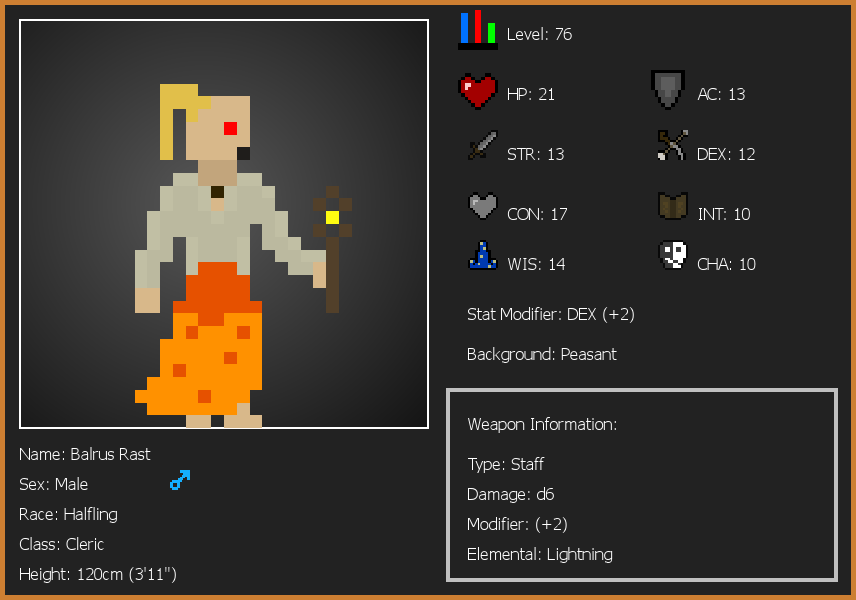 Level: 76
HP: 21
AC: 13
STR: 13
DEX: 12
CON: 17
INT: 10
WIS: 14
CHA: 10
Stat Modifier: DEX (+2)
Background: Peasant
Weapon Information:
Type: Staff
Damage: d6
Modifier: (+2)
Elemental: Lightning
Name: Balrus Rast
Sex: Male
Race: Halfling
Class: Cleric
Height: 120cm (3'11")